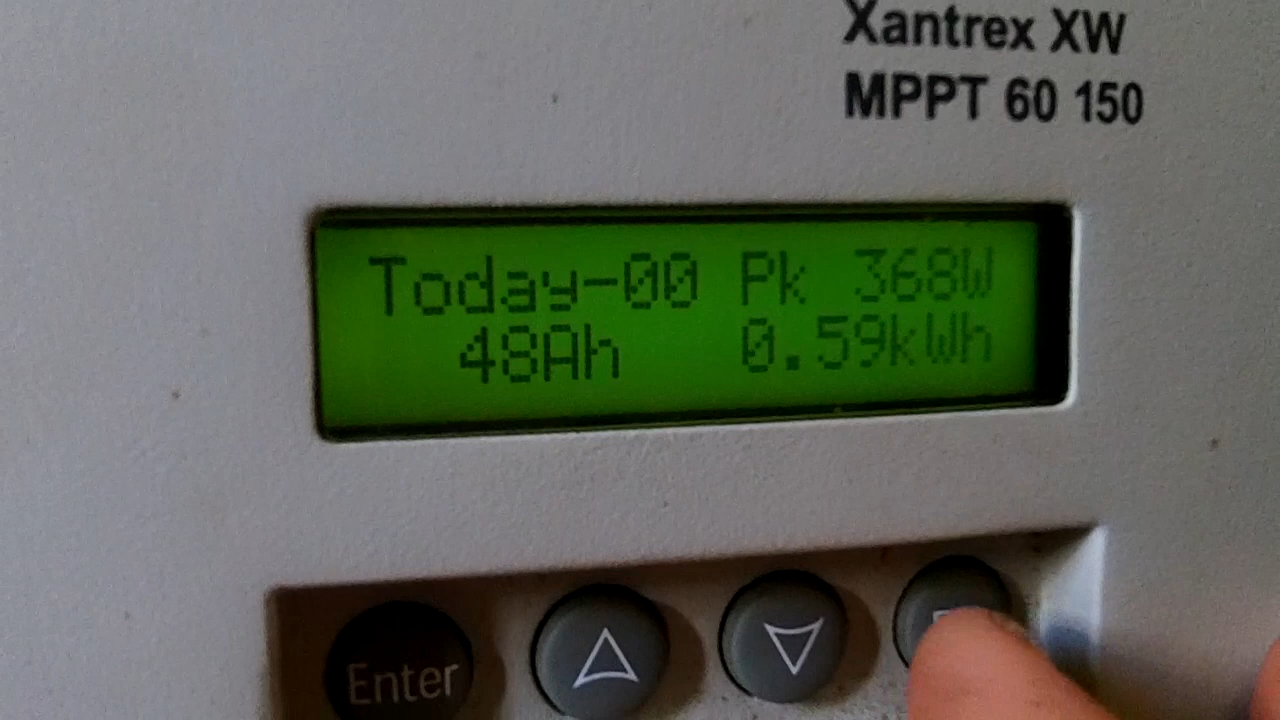 Xantrex XW
MPPT 60 150
Today-00 Pk 368W
48Ah 0.59kWh
Enter